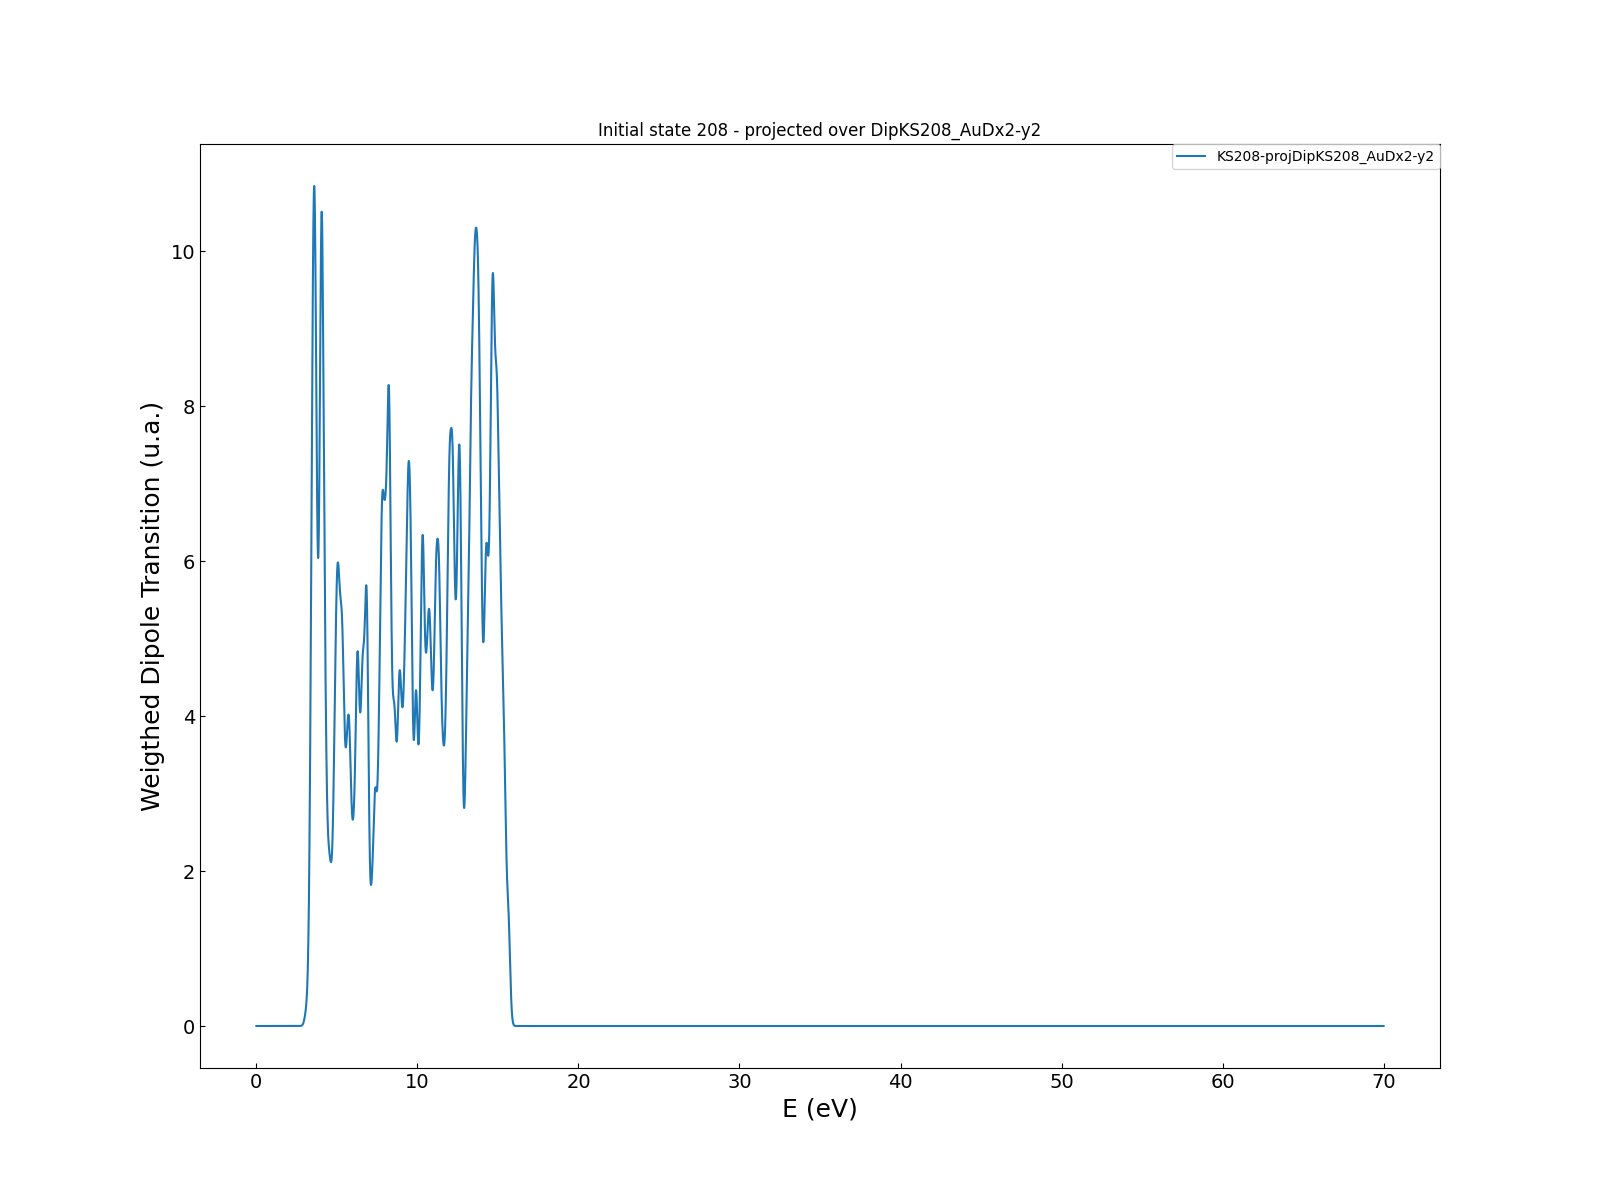 Initial state 208 - projected over DipKS208_AuDx2-y2
KS208-projDipKS208_AuDx2-y2
Weigthed Dipole Transition (u.a.)
10
8
6
4
2
0
0 10 20 30 40 50 60 70
E (eV)